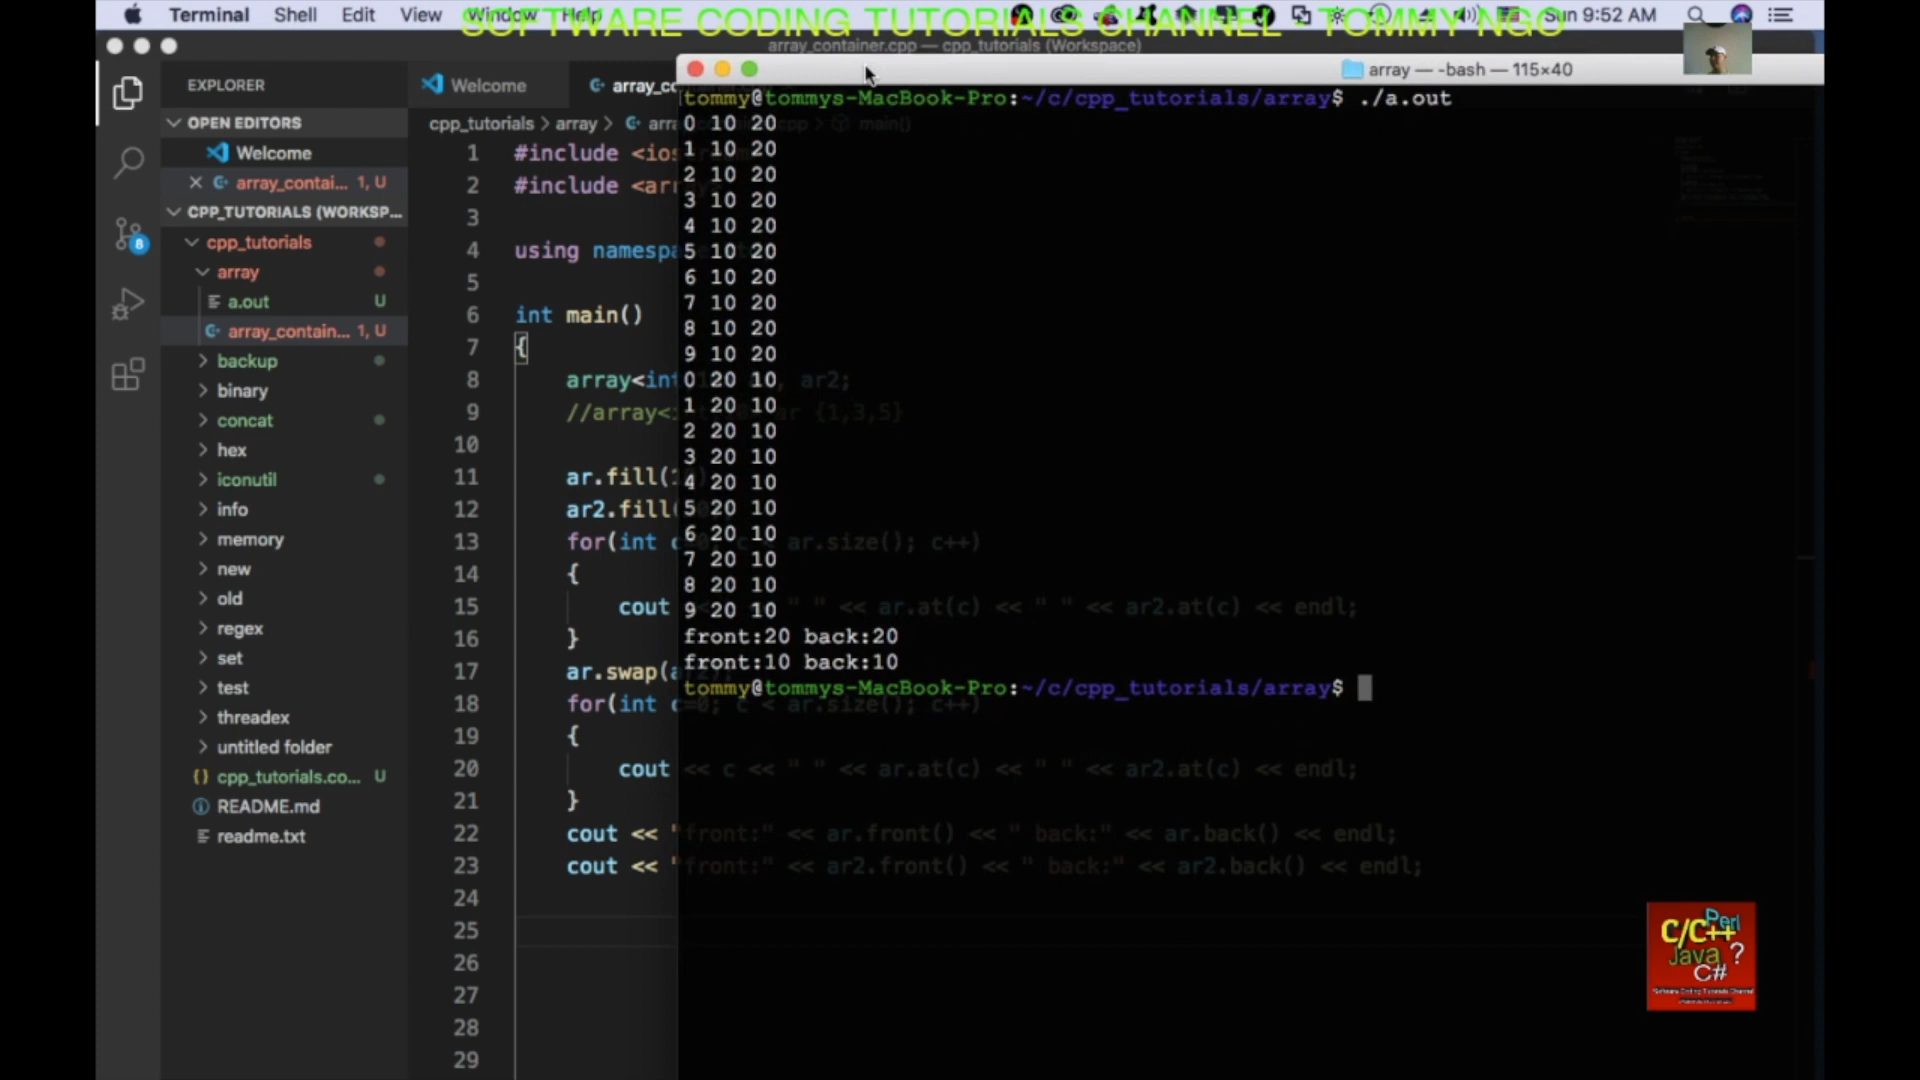 Terminal Shell Edit View Window Help Sun 9:52 AM
SOFTWARE CODING TUTORIALS CHANNEL - TOMMY NGO
array_container.cpp — cpp_tutorials (Workspace)
array — -bash — 115×40
EXPLORER
OPEN EDITORS
Welcome
array_contai... 1, U
CPP_TUTORIALS (WORKSP...
cpp_tutorials
array
a.out U
array_contain... 1, U
backup
binary
concat
hex
iconutil
info
memory
new
old
regex
set
test
threadex
untitled folder
cpp_tutorials.co... U
README.md
readme.txt
8
Welcome array_co
cpp_tutorials > array > arra cpp > main()
1 #include <ios
2 #include <arr
3
4 using namespa
5
6 int main()
7 {
8 array<int ar2;
9 //array< ar {1,3,5}
10
11 ar.fill(
12 ar2.fill(
13 for(int c=0; c < ar.size(); c++)
14 {
15 cout " " << ar.at(c) << " " << ar2.at(c) << endl;
16 }
17 ar.swap(
18 for(int c=0; c < ar.size(); c++)
19 {
20 cout << c << " " << ar.at(c) << " " << ar2.at(c) << endl;
21 }
22 cout << "front:" << ar.front() << " back:" << ar.back() << endl;
23 cout << "front:" << ar2.front() << " back:" << ar2.back() << endl;
24
25
26
27
28
29
tommy@tommys-MacBook-Pro:~/c/cpp_tutorials/array$ ./a.out
0 10 20
1 10 20
2 10 20
3 10 20
4 10 20
5 10 20
6 10 20
7 10 20
8 10 20
9 10 20
0 20 10
1 20 10
2 20 10
3 20 10
4 20 10
5 20 10
6 20 10
7 20 10
8 20 10
9 20 10
front:20 back:20
front:10 back:10
tommy@tommys-MacBook-Pro:~/c/cpp_tutorials/array$
Perl
C/C++
Java ?
C#
Software Coding Tutorials Channel